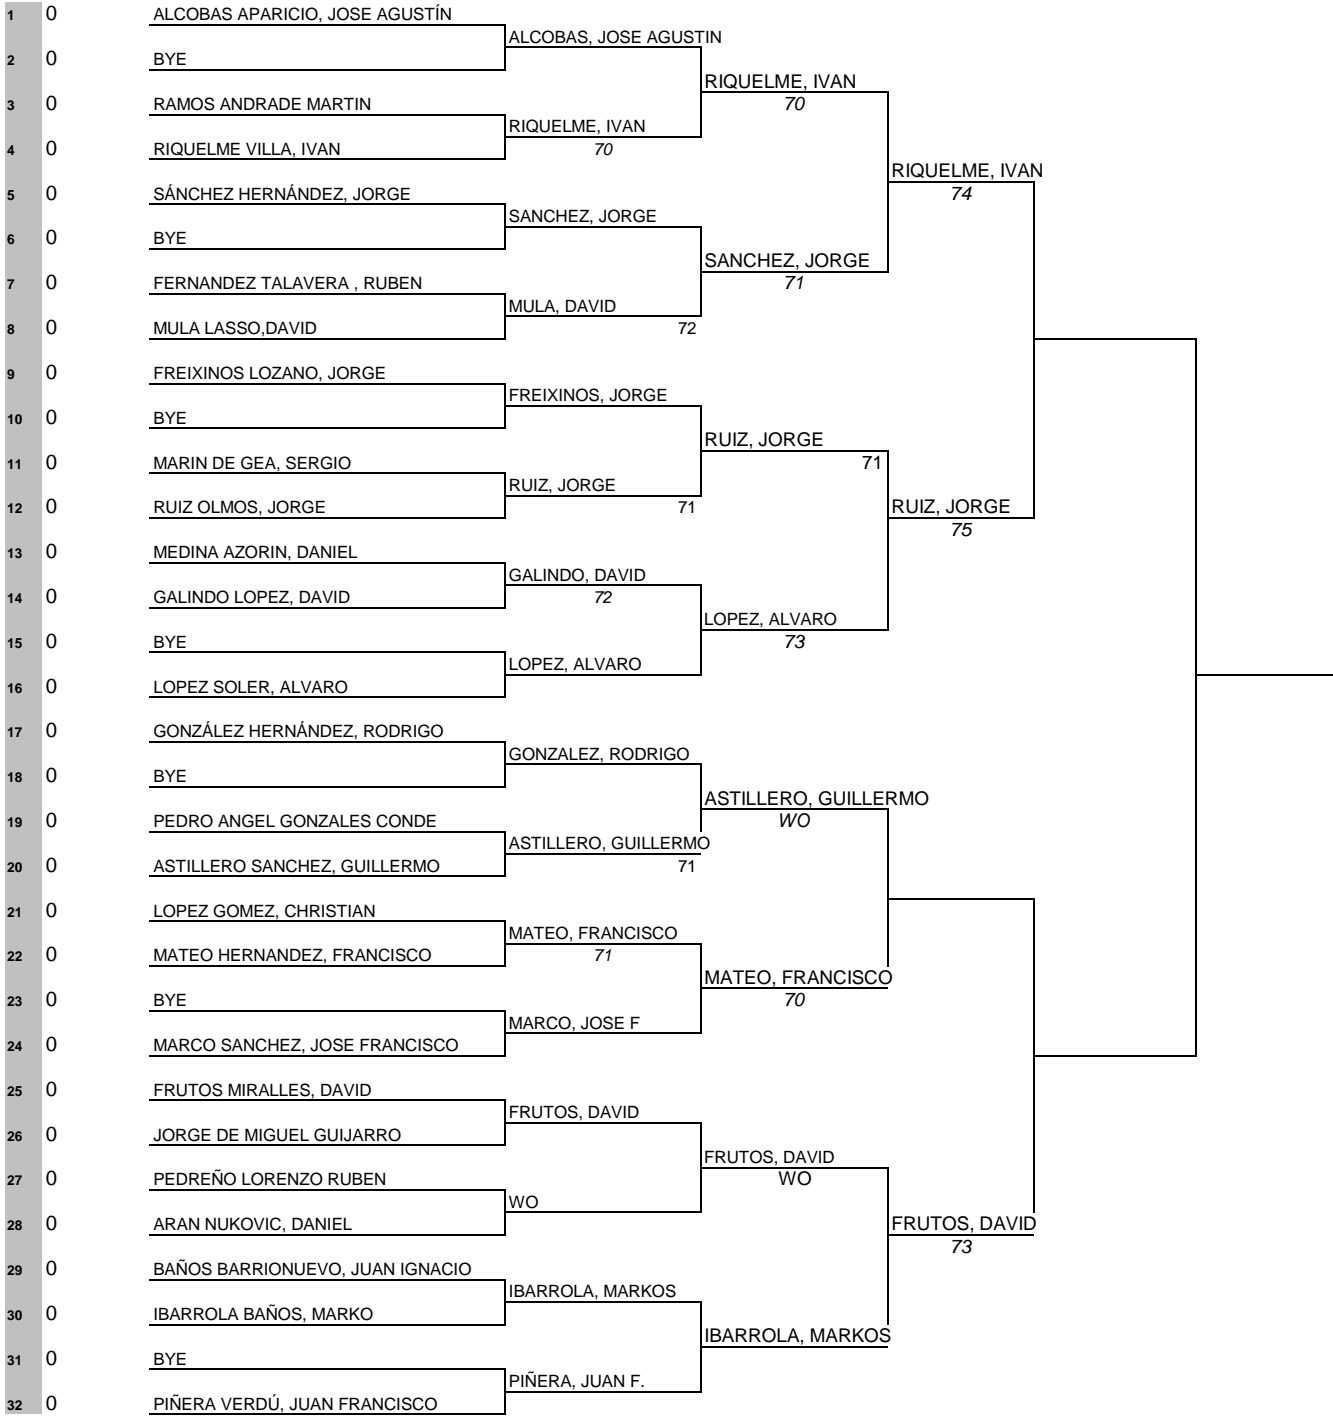 1 0 ALCOBAS APARICIO, JOSE AGUSTÍN
ALCOBAS, JOSE AGUSTIN
2 0 BYE
RIQUELME, IVAN
70
3 0 RAMOS ANDRADE MARTIN
RIQUELME, IVAN
70
4 0 RIQUELME VILLA, IVAN
RIQUELME, IVAN
74
5 0 SÁNCHEZ HERNÁNDEZ, JORGE
SANCHEZ, JORGE
6 0 BYE
SANCHEZ, JORGE
71
7 0 FERNANDEZ TALAVERA , RUBEN
MULA, DAVID
72
8 0 MULA LASSO,DAVID
9 0 FREIXINOS LOZANO, JORGE
FREIXINOS, JORGE
10 0 BYE
RUIZ, JORGE
71
11 0 MARIN DE GEA, SERGIO
RUIZ, JORGE
71
12 0 RUIZ OLMOS, JORGE
RUIZ, JORGE
75
13 0 MEDINA AZORIN, DANIEL
GALINDO, DAVID
72
14 0 GALINDO LOPEZ, DAVID
LOPEZ, ALVARO
73
15 0 BYE
LOPEZ, ALVARO
16 0 LOPEZ SOLER, ALVARO
17 0 GONZÁLEZ HERNÁNDEZ, RODRIGO
GONZALEZ, RODRIGO
18 0 BYE
ASTILLERO, GUILLERMO
WO
19 0 PEDRO ANGEL GONZALES CONDE
ASTILLERO, GUILLERMO
71
20 0 ASTILLERO SANCHEZ, GUILLERMO
21 0 LOPEZ GOMEZ, CHRISTIAN
MATEO, FRANCISCO
71
22 0 MATEO HERNANDEZ, FRANCISCO
MATEO, FRANCISCO
70
23 0 BYE
MARCO, JOSE F
24 0 MARCO SANCHEZ, JOSE FRANCISCO
25 0 FRUTOS MIRALLES, DAVID
FRUTOS, DAVID
26 0 JORGE DE MIGUEL GUIJARRO
FRUTOS, DAVID
WO
27 0 PEDREÑO LORENZO RUBEN
WO
28 0 ARAN NUKOVIC, DANIEL
FRUTOS, DAVID
73
29 0 BAÑOS BARRIONUEVO, JUAN IGNACIO
IBARROLA, MARKOS
30 0 IBARROLA BAÑOS, MARKO
IBARROLA, MARKOS
31 0 BYE
PIÑERA, JUAN F.
32 0 PIÑERA VERDÚ, JUAN FRANCISCO